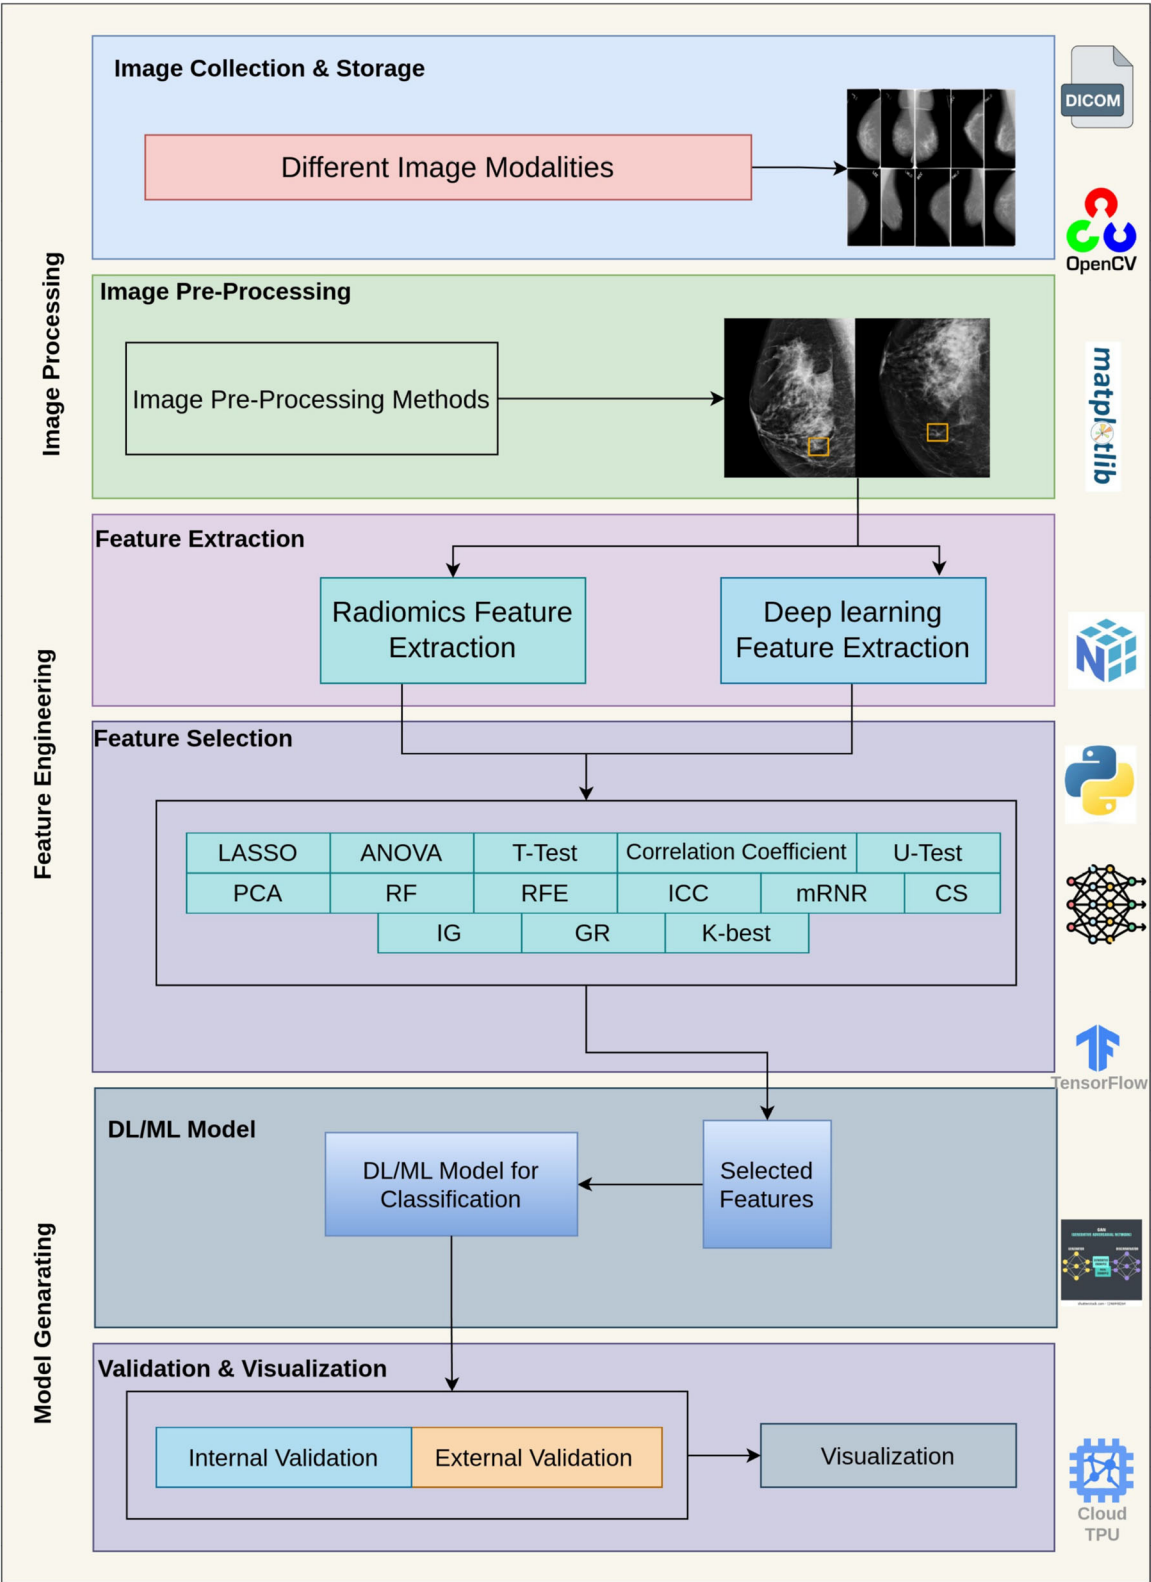 Image Collection & Storage
Different Image Modalities
DICOM
OpenCV
Image Processing
Image Pre-Processing
Image Pre-Processing Methods
matplotlib
Feature Extraction
Radiomics Feature
Extraction
Deep learning
Feature Extraction
Feature Engineering
Feature Selection
LASSO ANOVA T-Test Correlation Coefficient U-Test
PCA RF RFE ICC mRNR CS
IG GR K-best
TensorFlow
DL/ML Model
DL/ML Model for
Classification
Selected
Features
Model Genarating
Validation & Visualization
Internal Validation External Validation
Visualization
Cloud
TPU